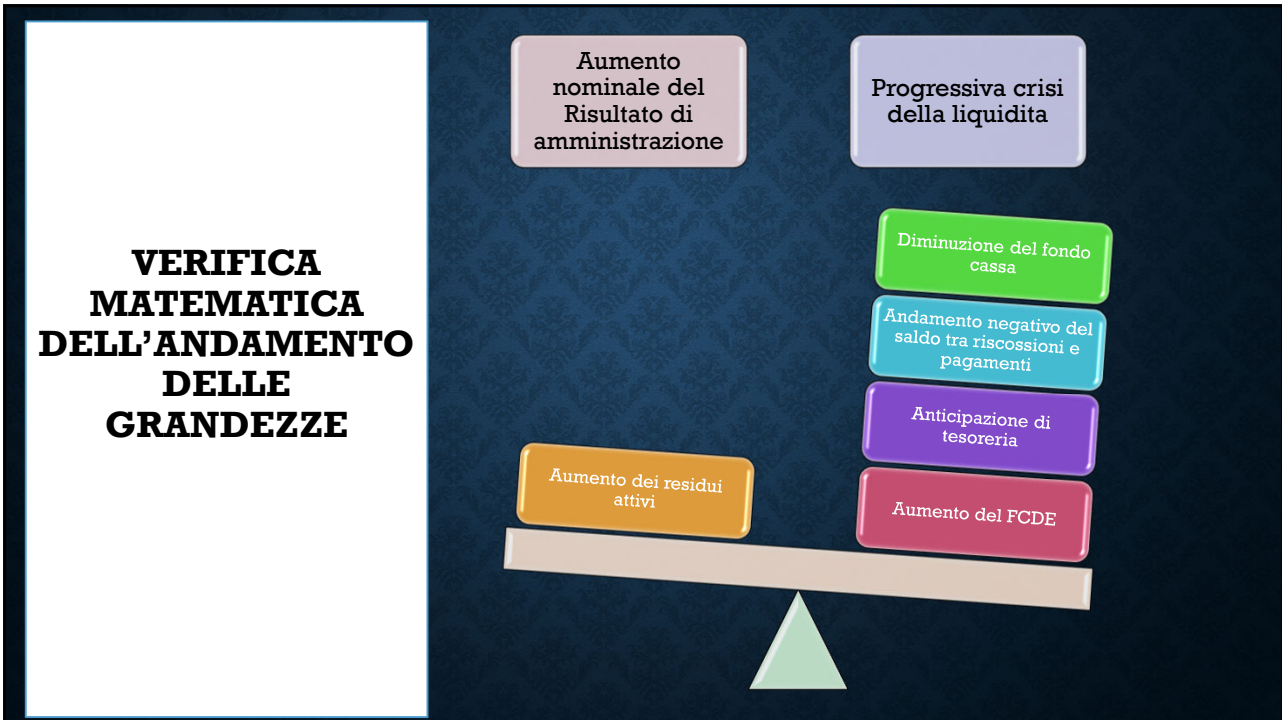 VERIFICA
MATEMATICA
DELL’ANDAMENTO
DELLE
GRANDEZZE
Aumento
nominale del
Risultato di
amministrazione
Progressiva crisi
della liquidita
Diminuzione del fondo
cassa
Andamento negativo del
saldo tra riscossioni e
pagamenti
Anticipazione di
tesoreria
Aumento dei residui
attivi
Aumento del FCDE